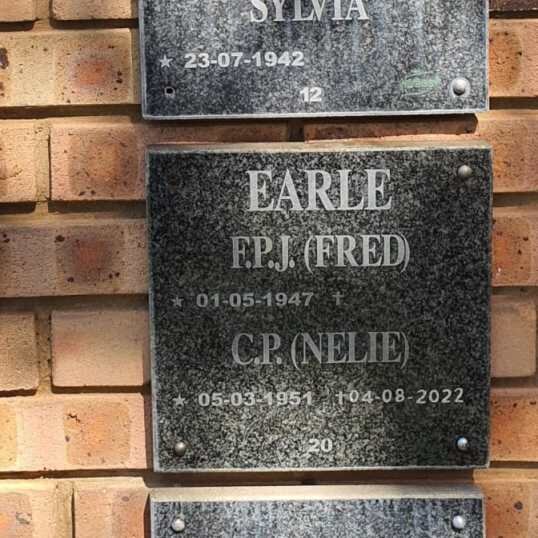 SYLVIA
★ 23-07-1942
12
EARLE
F.P.J. (FRED)
★ 01-05-1947 †
C.P. (NELIE)
★ 05-03-1951 †04-08-2022
20